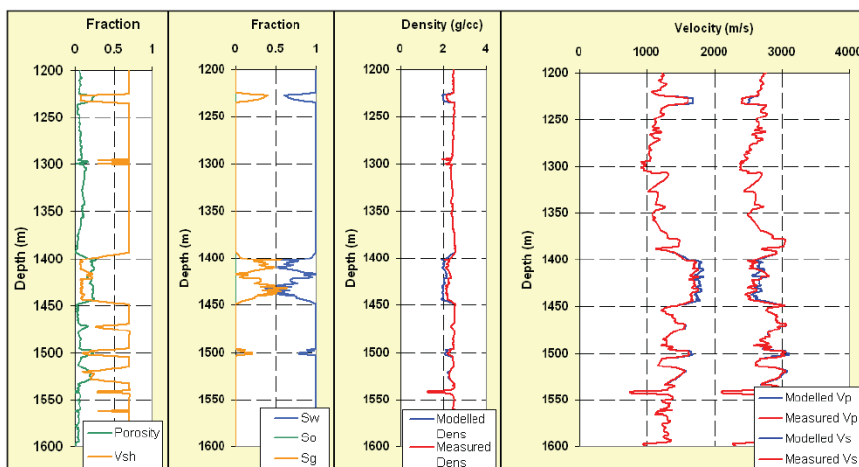 Fraction
0 0.5 1
Depth (m)
1200
1250
1300
1350
1400
1450
1500
1550
1600
Porosity
Vsh
Fraction
0 0.5 1
Depth (m)
1200
1250
1300
1350
1400
1450
1500
1550
1600
Sw
So
Sg
Density (g/cc)
0 2 4
Depth (m)
1200
1250
1300
1350
1400
1450
1500
1550
1600
Modelled
Dens
Measured
Dens
Velocity (m/s)
0 1000 2000 3000 4000
Depth (m)
1200
1250
1300
1350
1400
1450
1500
1550
1600
Modelled Vp
Measured Vp
Modelled Vs
Measured Vs